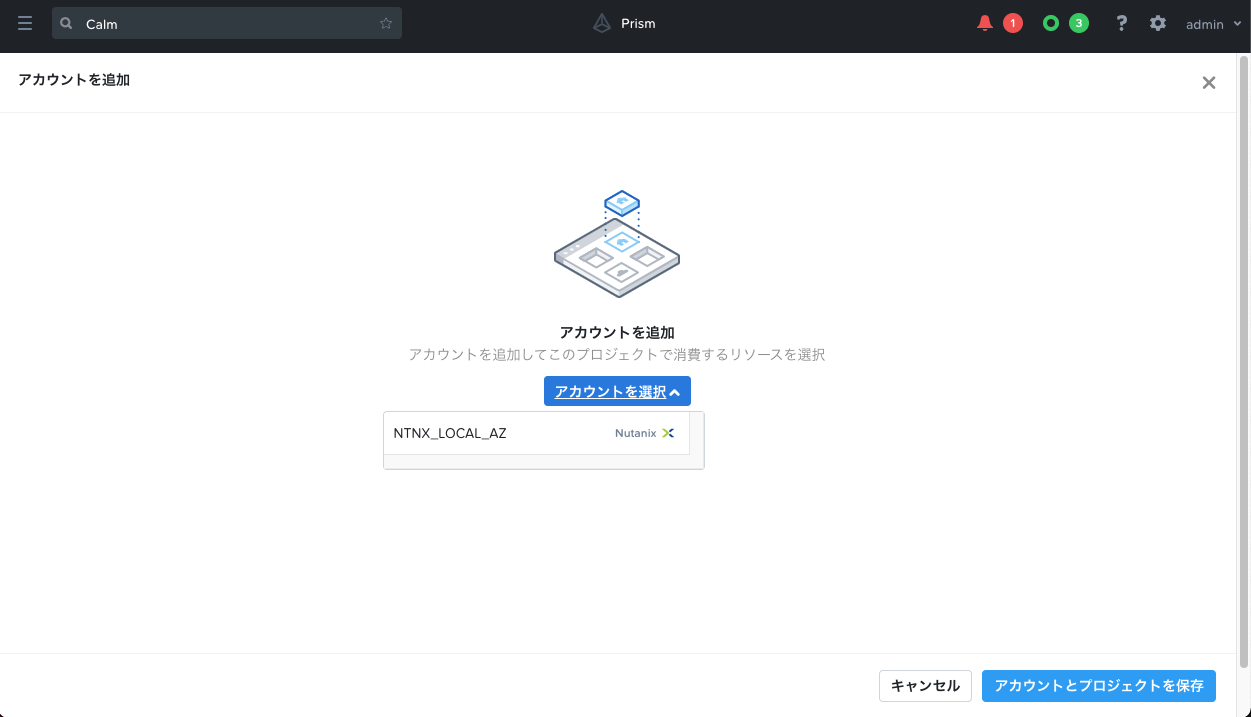 Calm
Prism
1
3
?
admin
アカウントを追加
アカウントを追加
アカウントを追加してこのプロジェクトで消費するリソースを選択
アカウントを選択
NTNX_LOCAL_AZ
Nutanix
キャンセル
アカウントとプロジェクトを保存